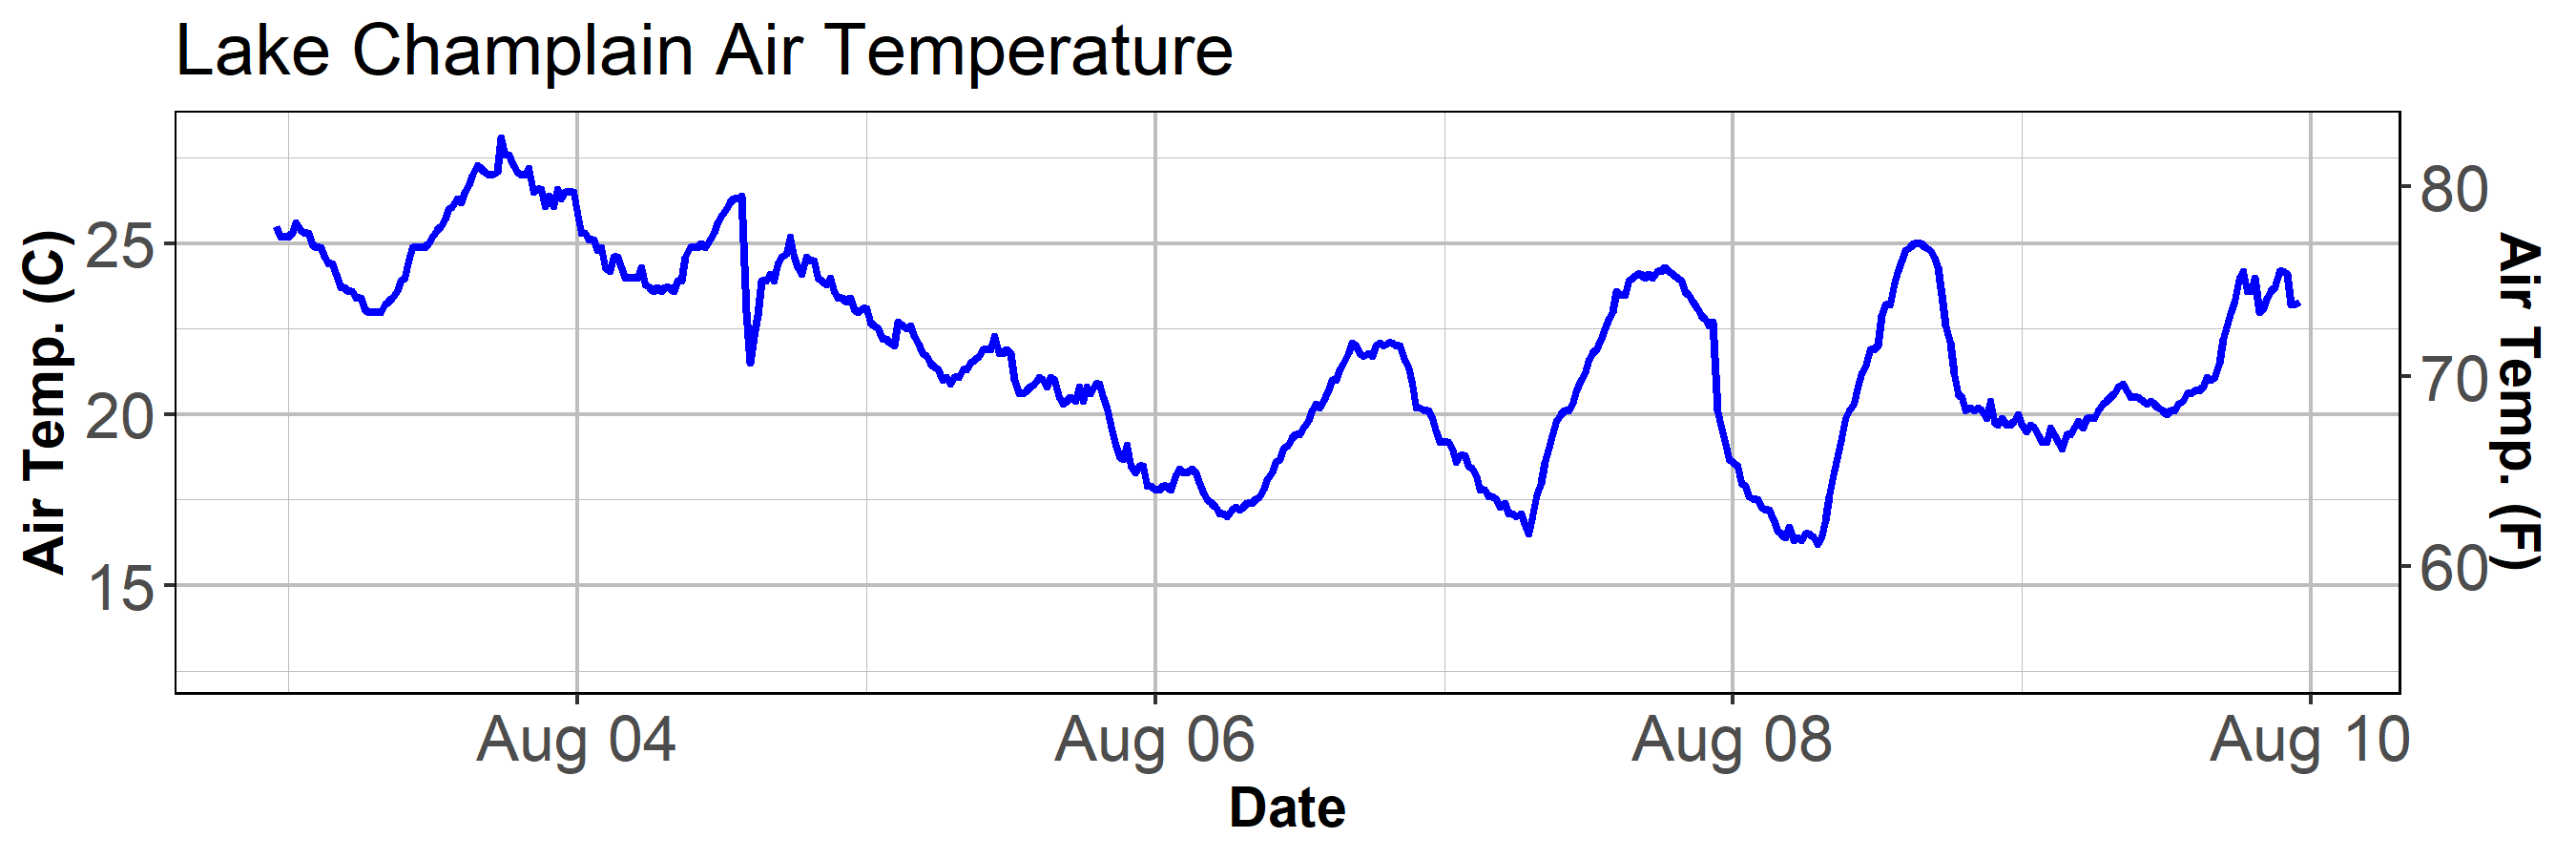 Lake Champlain Air Temperature
Air Temp. (C)
25
20
15
80
70
60
Air Temp. (F)
Aug 04 Aug 06 Aug 08 Aug 10
Date